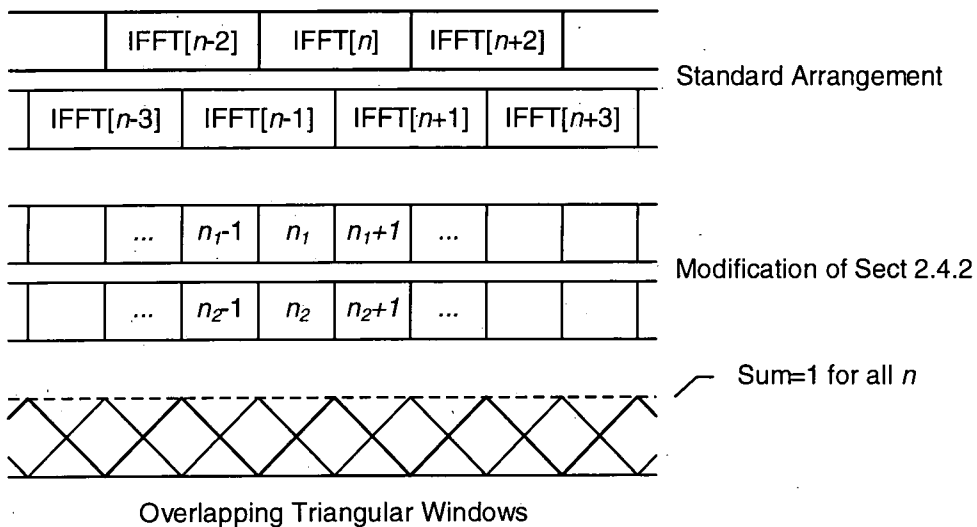 IFFT[n-2] IFFT[n] IFFT[n+2]
Standard Arrangement
IFFT[n-3] IFFT[n-1] IFFT[n+1] IFFT[n+3]
... n1-1 n1 n1+1 ...
Modification of Sect 2.4.2
... n2-1 n2 n2+1 ...
Sum=1 for all n
Overlapping Triangular Windows